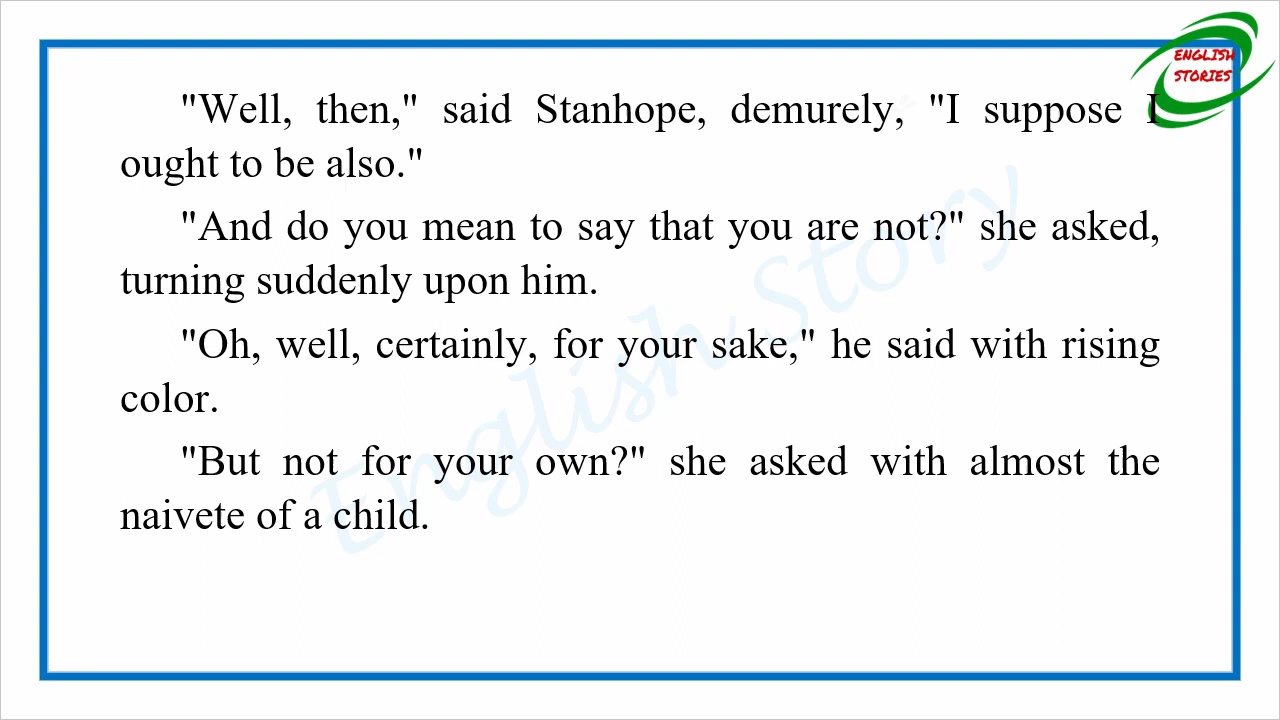 ENGLISH
STORIES
"Well, then," said Stanhope, demurely, "I suppose I
ought to be also."
"And do you mean to say that you are not?" she asked,
turning suddenly upon him.
"Oh, well, certainly, for your sake," he said with rising
color.
"But not for your own?" she asked with almost the
naivete of a child.
English Story